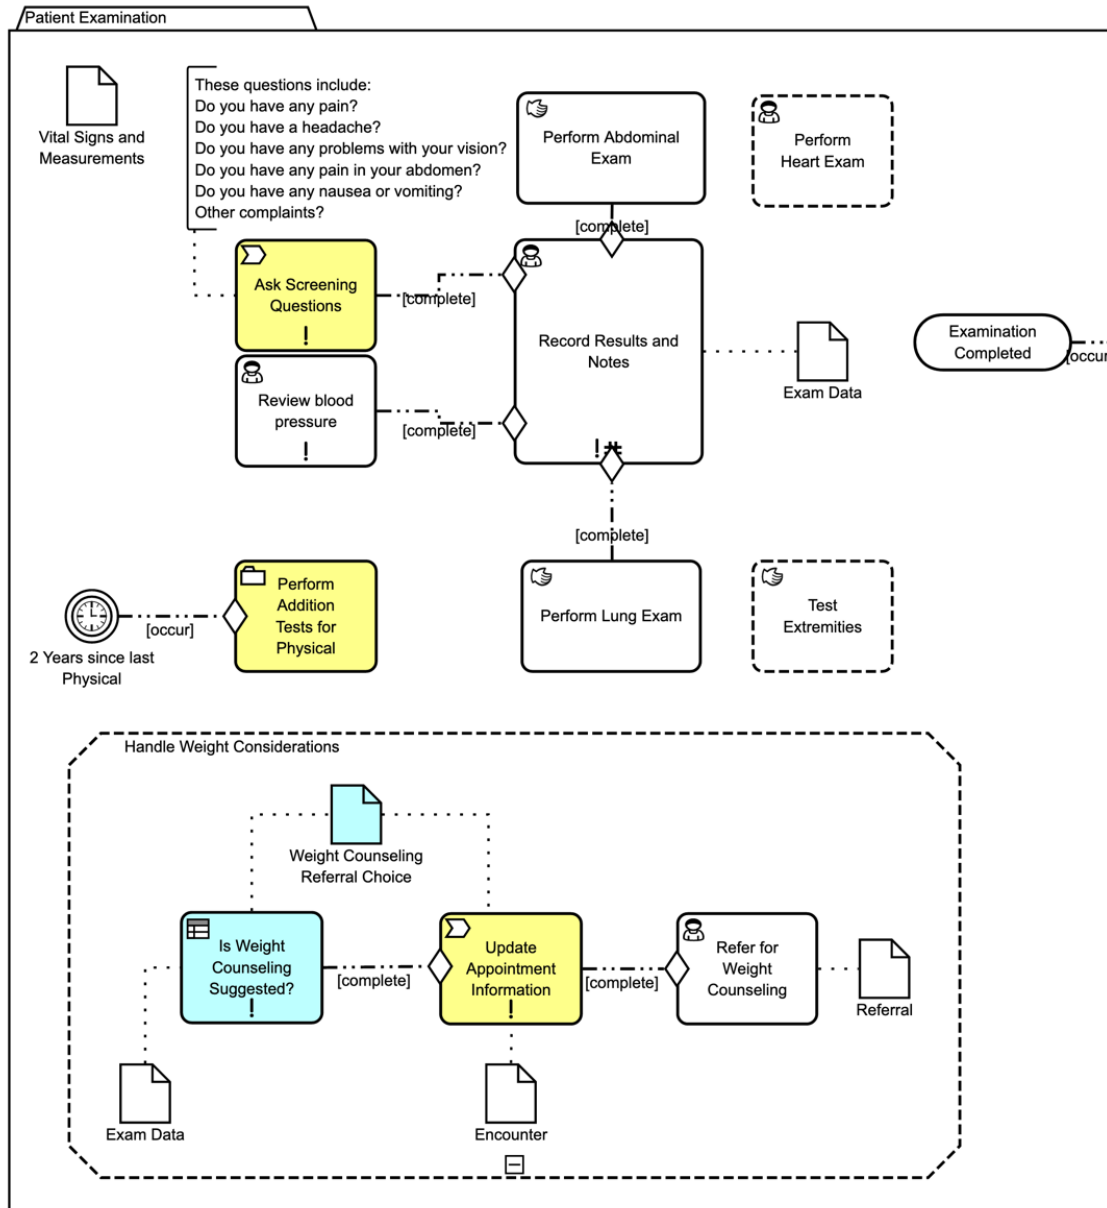 Patient Examination
Vital Signs and
Measurements
These questions include:
Do you have any pain?
Do you have a headache?
Do you have any problems with your vision?
Do you have any pain in your abdomen?
Do you have any nausea or vomiting?
Other complaints?
Perform Abdominal
Exam
Perform
Heart Exam
[complete]
Ask Screening
Questions
!
[complete]
Record Results and
Notes
! #
Exam Data
Examination
Completed
[occur
Review blood
pressure
!
[complete]
[complete]
2 Years since last
Physical
[occur]
Perform
Addition
Tests for
Physical
Perform Lung Exam
Test
Extremities
Handle Weight Considerations
Weight Counseling
Referral Choice
Is Weight
Counseling
Suggested?
!
[complete]
Update
Appointment
Information
!
[complete]
Refer for
Weight
Counseling
Referral
Exam Data
Encounter